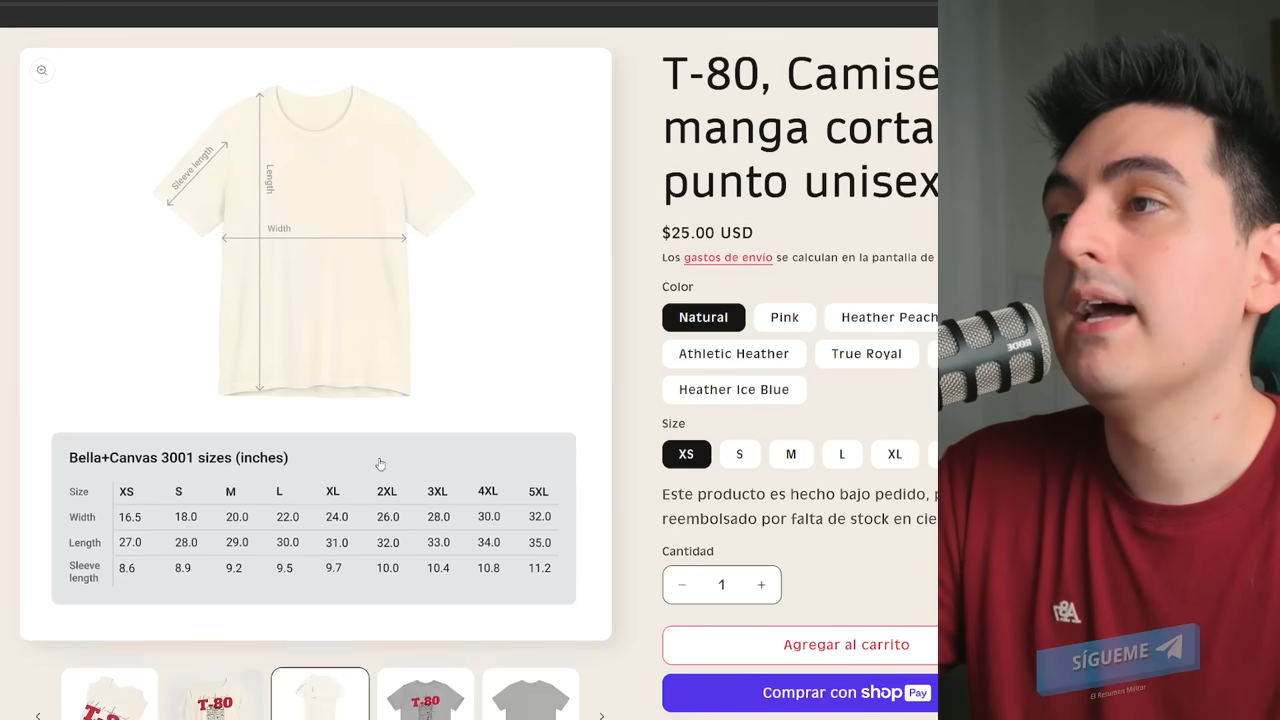 Sleeve length
Length
Width
Bella+Canvas 3001 sizes (inches)
Size XS S M L XL 2XL 3XL 4XL 5XL
Width 16.5 18.0 20.0 22.0 24.0 26.0 28.0 30.0 32.0
Length 27.0 28.0 29.0 30.0 31.0 32.0 33.0 34.0 35.0
Sleeve length 8.6 8.9 9.2 9.5 9.7 10.0 10.4 10.8 11.2
T-80
T-80
T-80, Camise
manga corta
punto unisex
$25.00 USD
Los gastos de envío se calculan en la pantalla de
Color
Natural Pink Heather Peach
Athletic Heather True Royal
Heather Ice Blue
Size
XS S M L XL
Este producto es hecho bajo pedido,
reembolsado por falta de stock en cie
Cantidad
− 1 +
Agregar al carrito
Comprar con shop Pay
RODE
SÍGUEME
El Resumen Militar